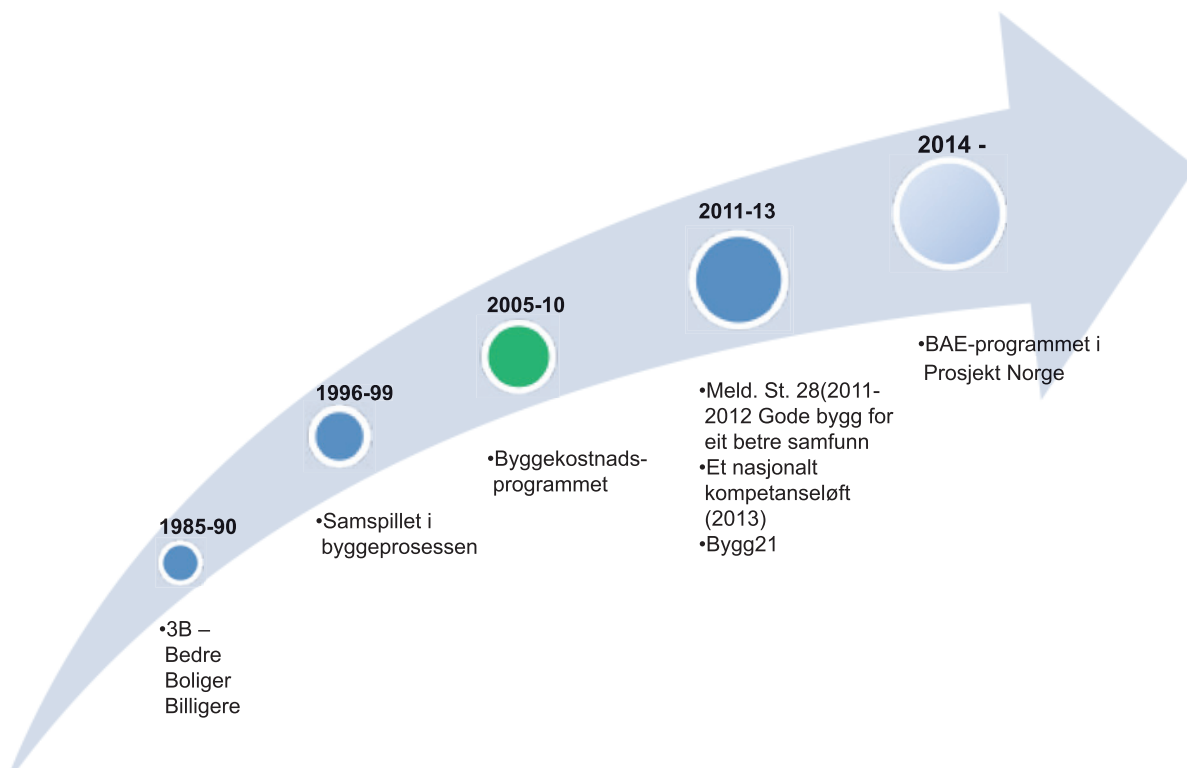 1985-90
•3B –
Bedre
Boliger
Billigere
1996-99
•Samspillet i
byggeprosessen
2005-10
•Byggekostnads-
programmet
2011-13
•Meld. St. 28(2011-
2012 Gode bygg for
eit betre samfunn
•Et nasjonalt
kompetanseløft
(2013)
•Bygg21
2014 -
•BAE-programmet i
Prosjekt Norge